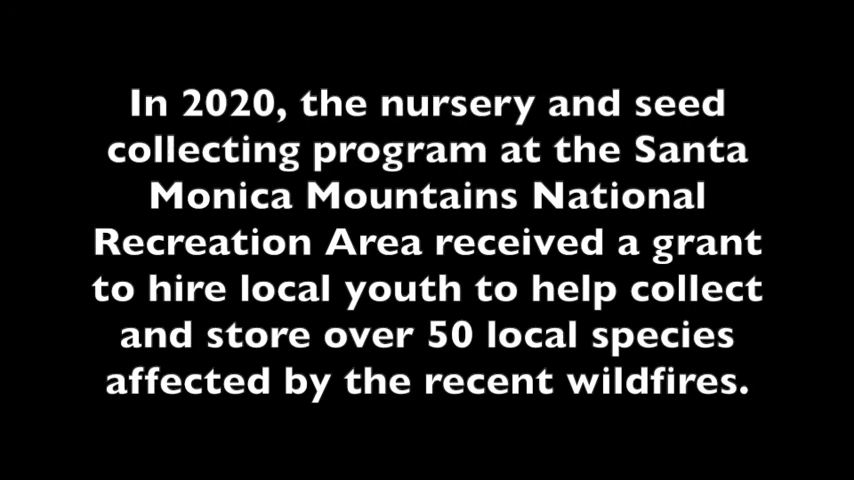 In 2020, the nursery and seed
collecting program at the Santa
Monica Mountains National
Recreation Area received a grant
to hire local youth to help collect
and store over 50 local species
affected by the recent wildfires.